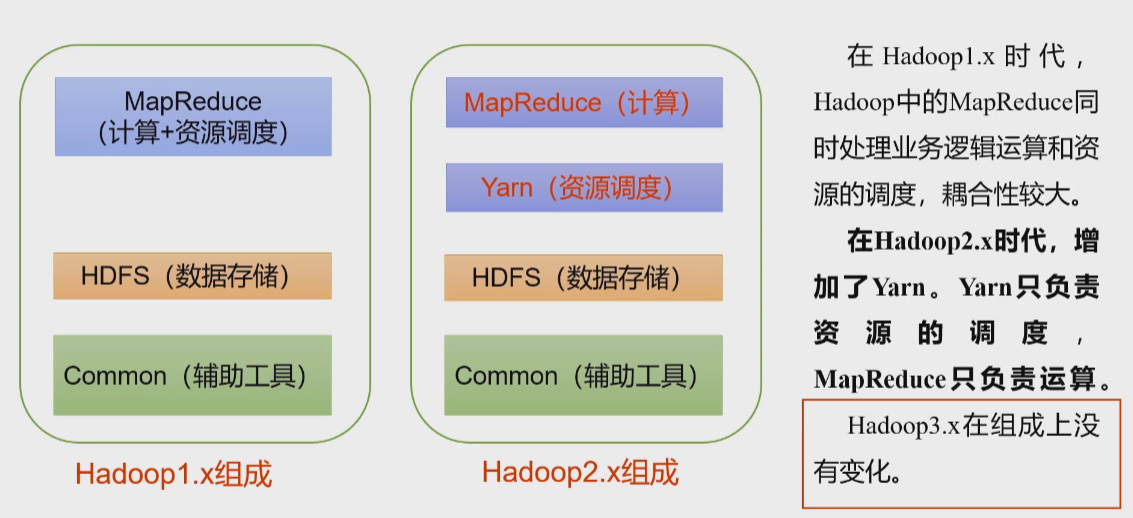 MapReduce
（计算+资源调度）
HDFS（数据存储）
Common（辅助工具）
Hadoop1.x组成
MapReduce（计算）
Yarn（资源调度）
HDFS（数据存储）
Common（辅助工具）
Hadoop2.x组成
在 Hadoop1.x 时代，
Hadoop中的MapReduce同
时处理业务逻辑运算和资
源的调度，耦合性较大。
在Hadoop2.x时代，增
加了Yarn。Yarn只负责
资源的调度，
MapReduce只负责运算。
Hadoop3.x在组成上没
有变化。